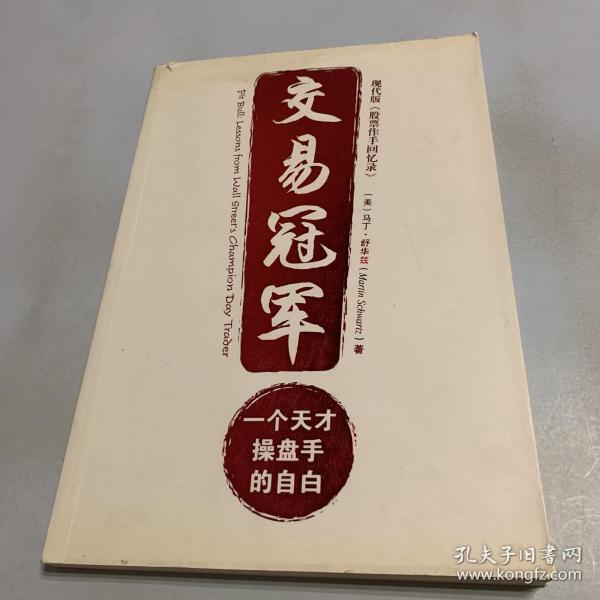 现代版《股票作手回忆录》
（美）马丁·舒华兹（Martin Schwartz）著
交易冠军
Pit Bull: Lessons from Wall Street's Champion Day Trader
一个天才
操盘手
的自白
孔夫子旧书网
www.kongfz.com